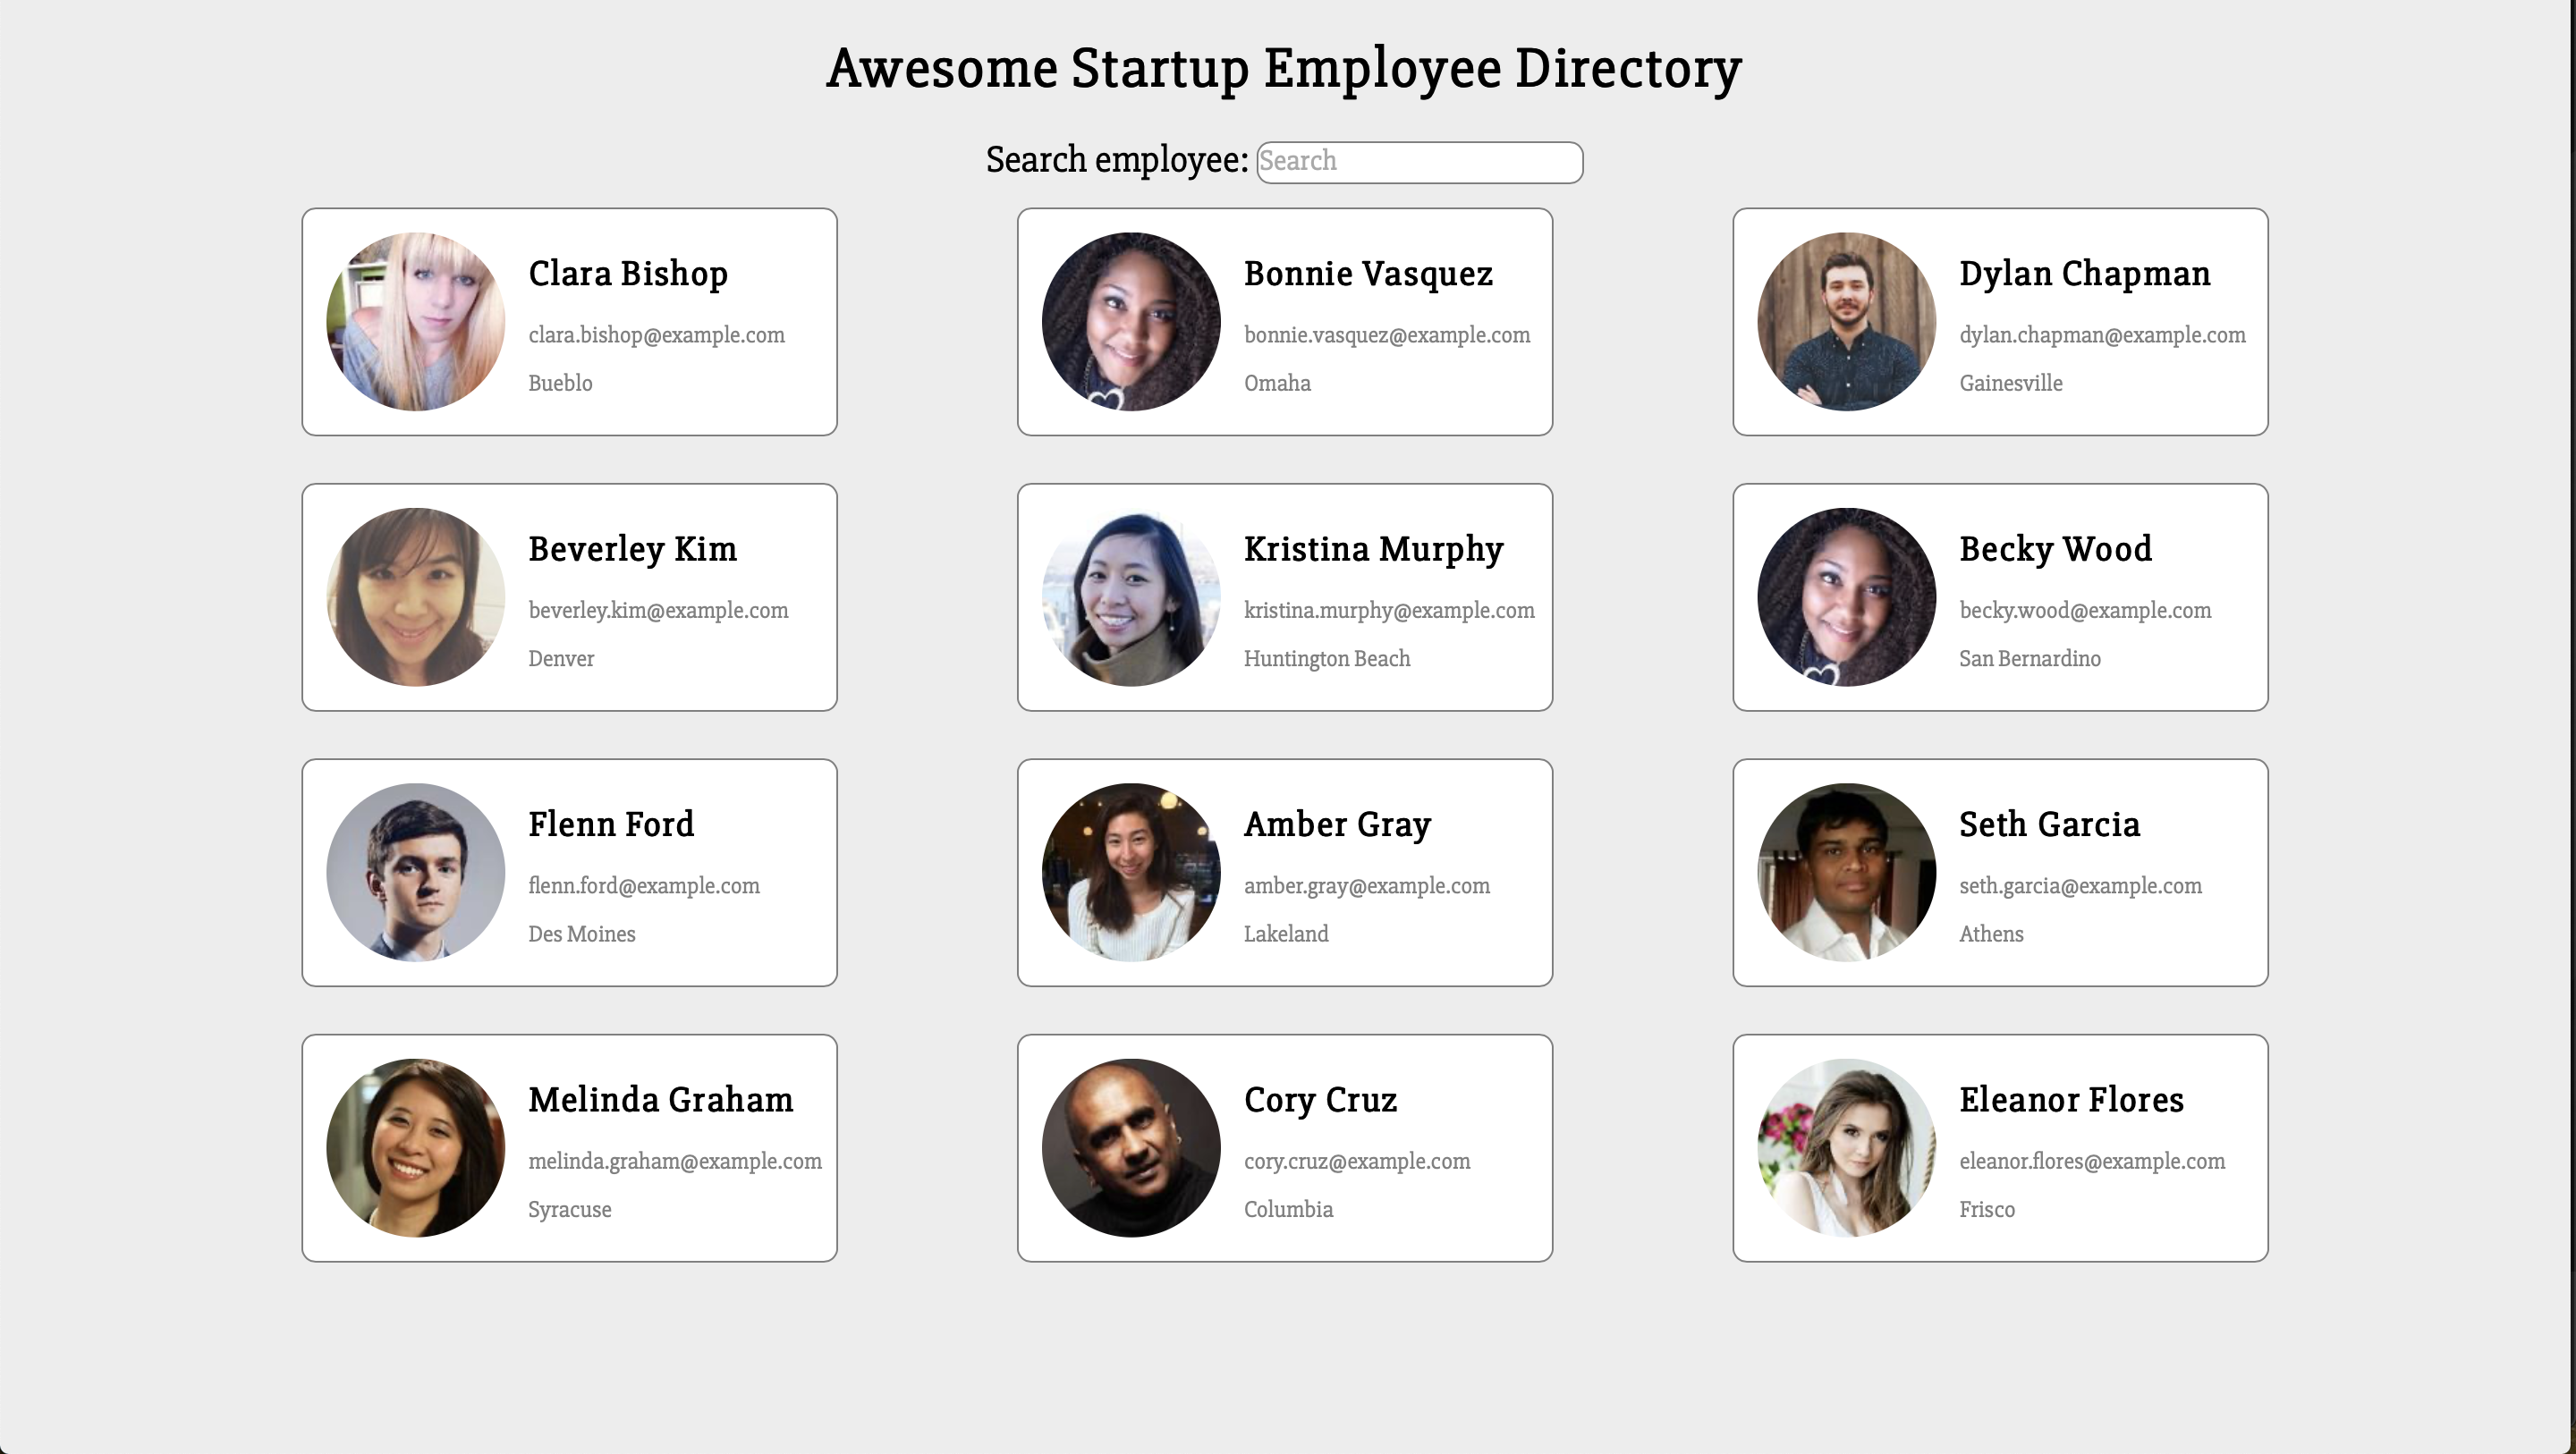 Awesome Startup Employee Directory
Search employee: Search
Clara Bishop
clara.bishop@example.com
Bueblo
Bonnie Vasquez
bonnie.vasquez@example.com
Omaha
Dylan Chapman
dylan.chapman@example.com
Gainesville
Beverley Kim
beverley.kim@example.com
Denver
Kristina Murphy
kristina.murphy@example.com
Huntington Beach
Becky Wood
becky.wood@example.com
San Bernardino
Flenn Ford
flenn.ford@example.com
Des Moines
Amber Gray
amber.gray@example.com
Lakeland
Seth Garcia
seth.garcia@example.com
Athens
Melinda Graham
melinda.graham@example.com
Syracuse
Cory Cruz
cory.cruz@example.com
Columbia
Eleanor Flores
eleanor.flores@example.com
Frisco